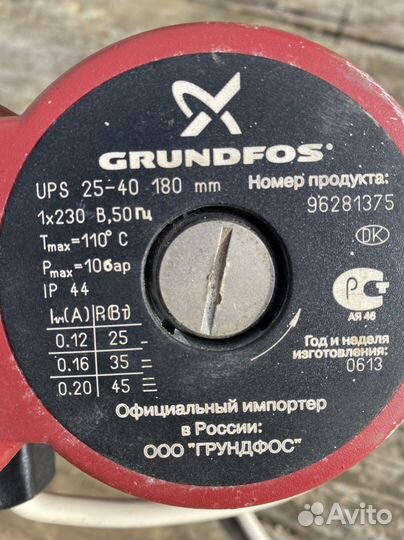 GRUNDFOS
UPS 25-40 180 mm
Номер продукта:
96281375
1x230 В,50Гц
Tmax=110°C
Pmax=10бар
IP 44
DK
P
АЯ 46
I1/1(A) P1(Вт)
0.12 25
0.16 35
0.20 45
Год и неделя
изготовления:
0613
Официальный импортер
в России:
ООО "ГРУНДФОС"
Avito